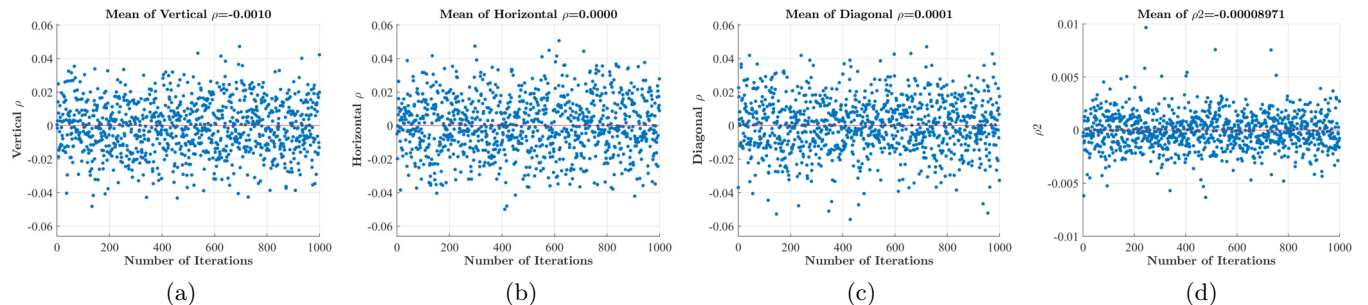 Mean of Vertical ρ=-0.0010
0.06
0.04
0.02
0
-0.02
-0.04
-0.06
Vertical ρ
0 200 400 600 800 1000
Number of Iterations
(a)
Mean of Horizontal ρ=0.0000
0.06
0.04
0.02
0
-0.02
-0.04
-0.06
Horizontal ρ
0 200 400 600 800 1000
Number of Iterations
(b)
Mean of Diagonal ρ=0.0001
0.06
0.04
0.02
0
-0.02
-0.04
-0.06
Diagonal ρ
0 200 400 600 800 1000
Number of Iterations
(c)
Mean of ρ2=-0.00008971
0.01
0.005
0
-0.005
-0.01
ρ2
0 200 400 600 800 1000
Number of Iterations
(d)